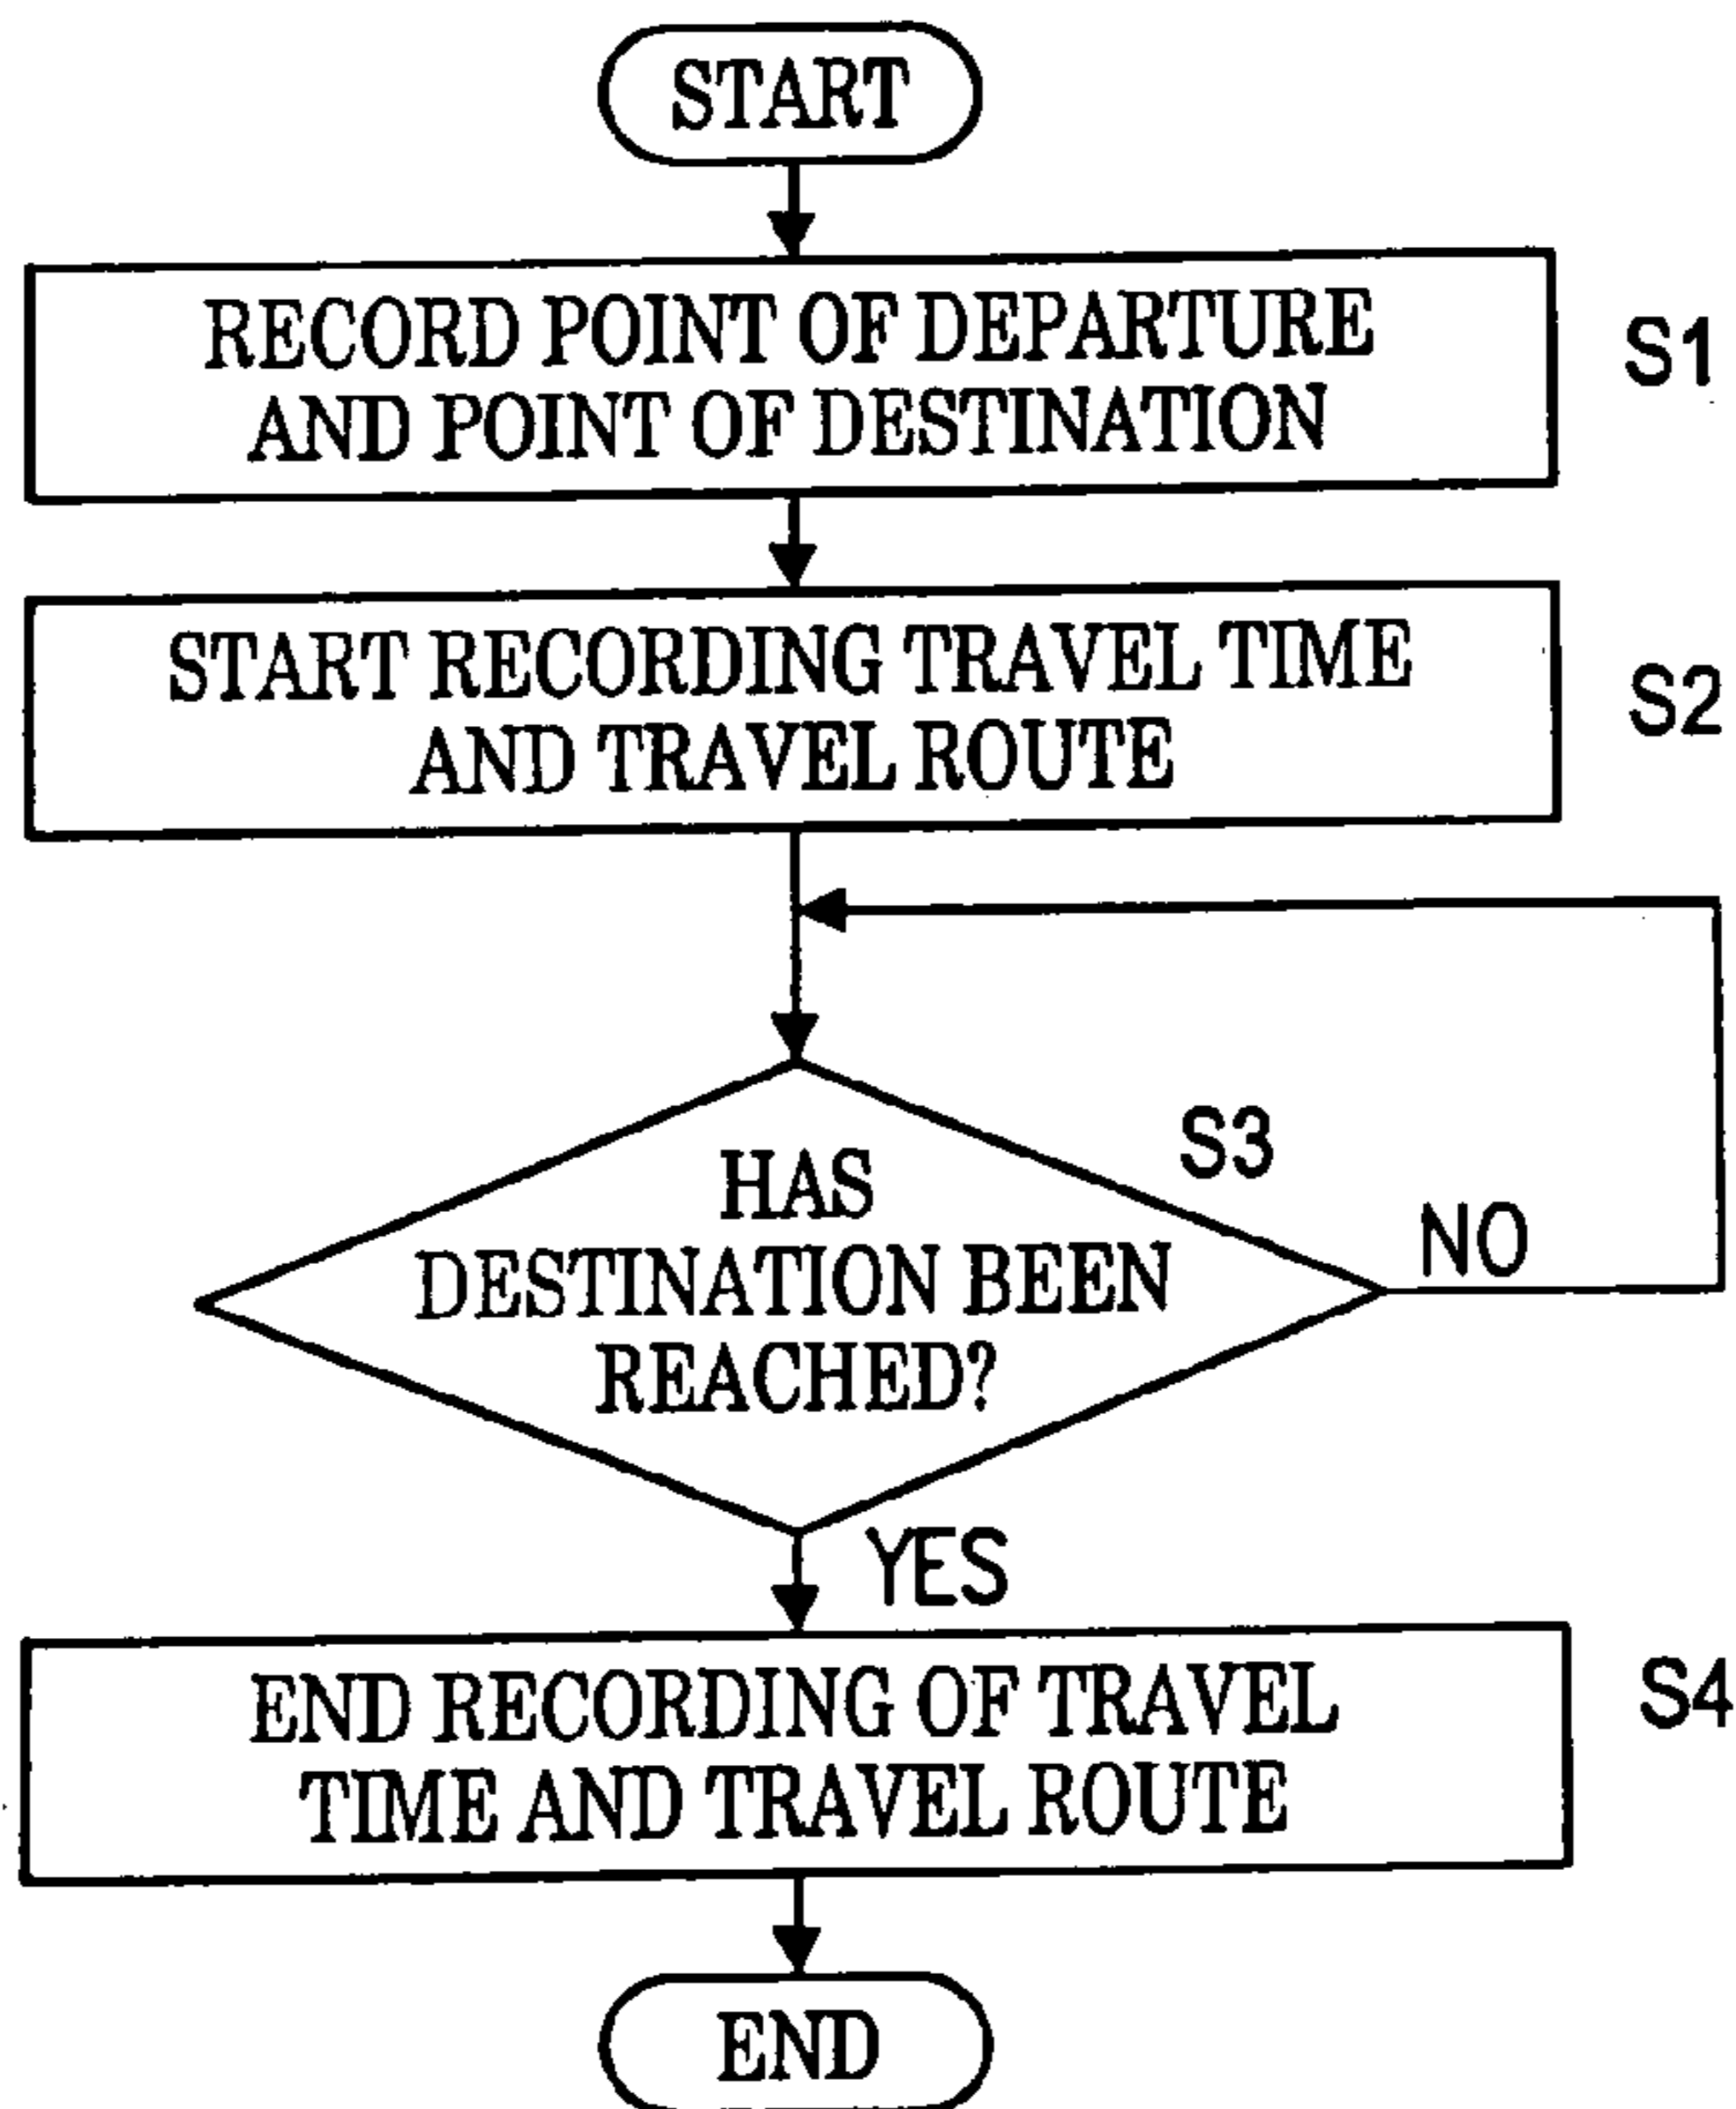 START
RECORD POINT OF DEPARTURE
AND POINT OF DESTINATION
S1
START RECORDING TRAVEL TIME
AND TRAVEL ROUTE
S2
S3
HAS
DESTINATION BEEN
REACHED?
NO
YES
END RECORDING OF TRAVEL
TIME AND TRAVEL ROUTE
S4
END